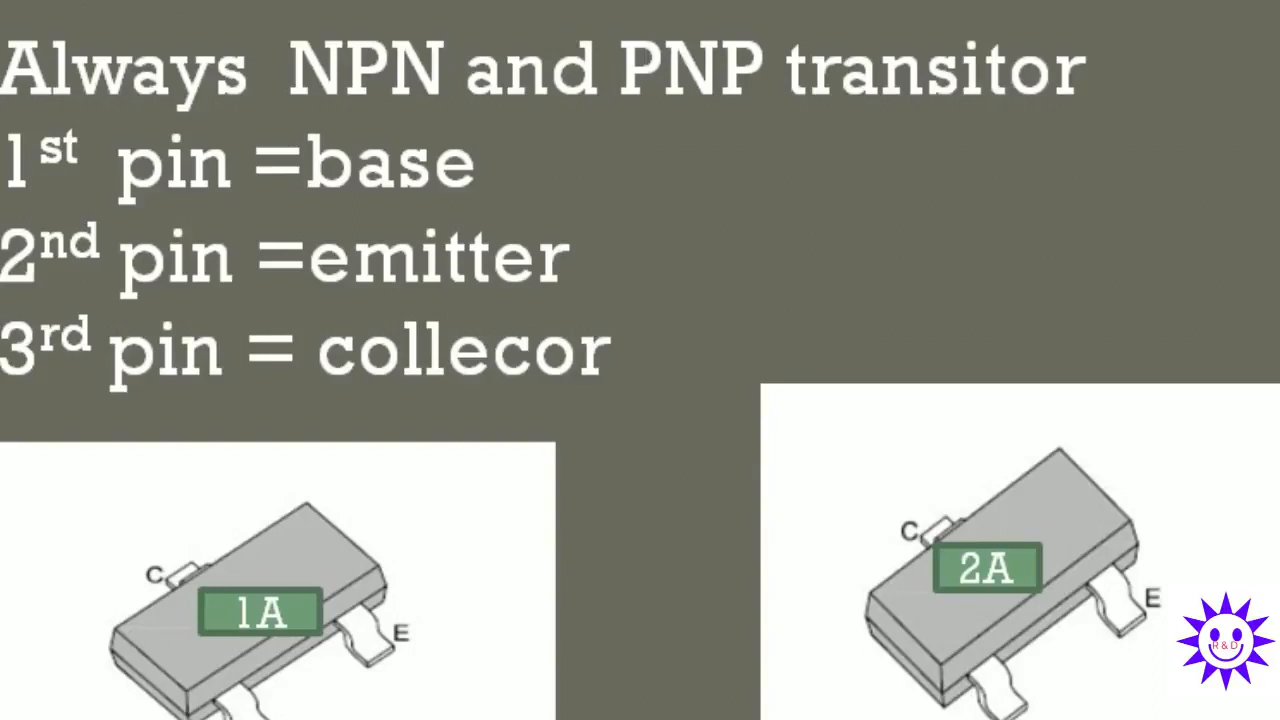 Always NPN and PNP transitor
1st pin =base
2nd pin =emitter
3rd pin = collecor
C
1A
E
C
2A
E
R & D